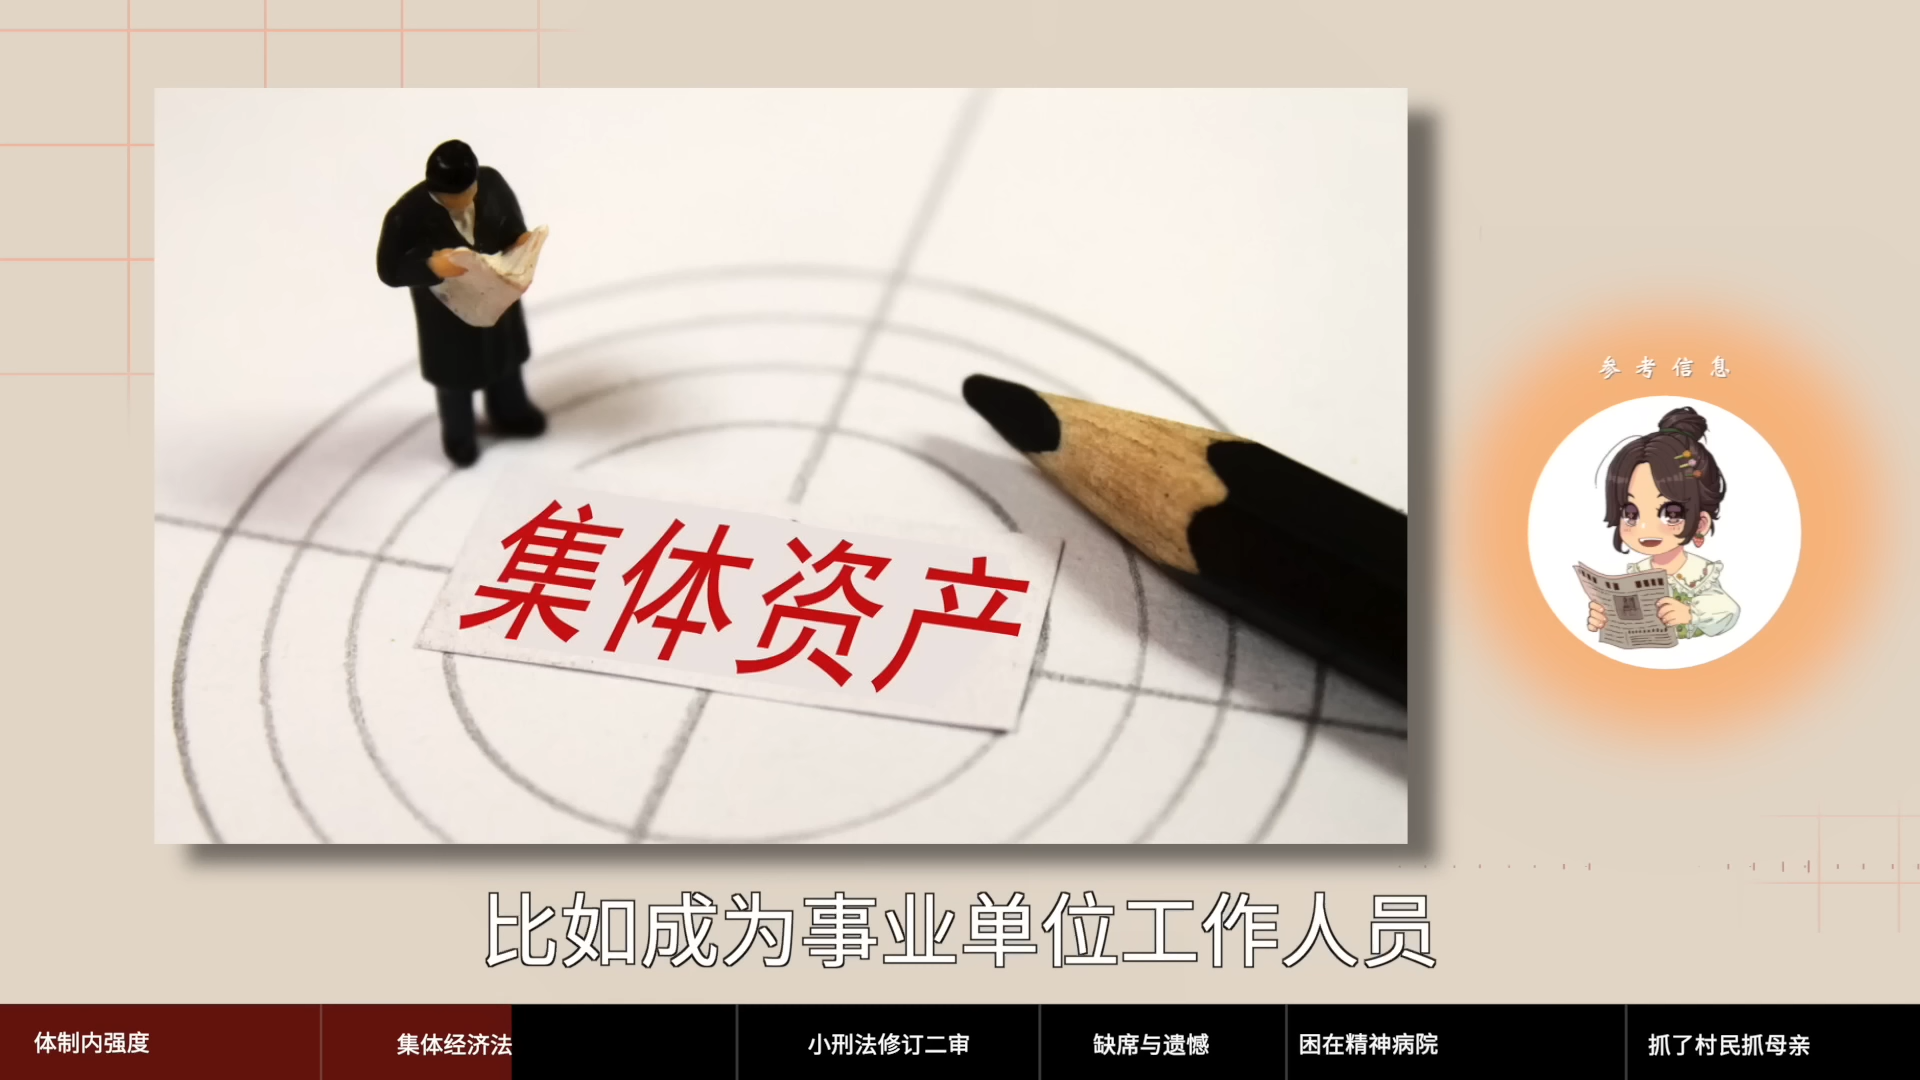 参考信息
集体资产
比如成为事业单位工作人员
体制内强度
集体经济法
小刑法修订二审
缺席与遗憾
困在精神病院
抓了村民抓母亲